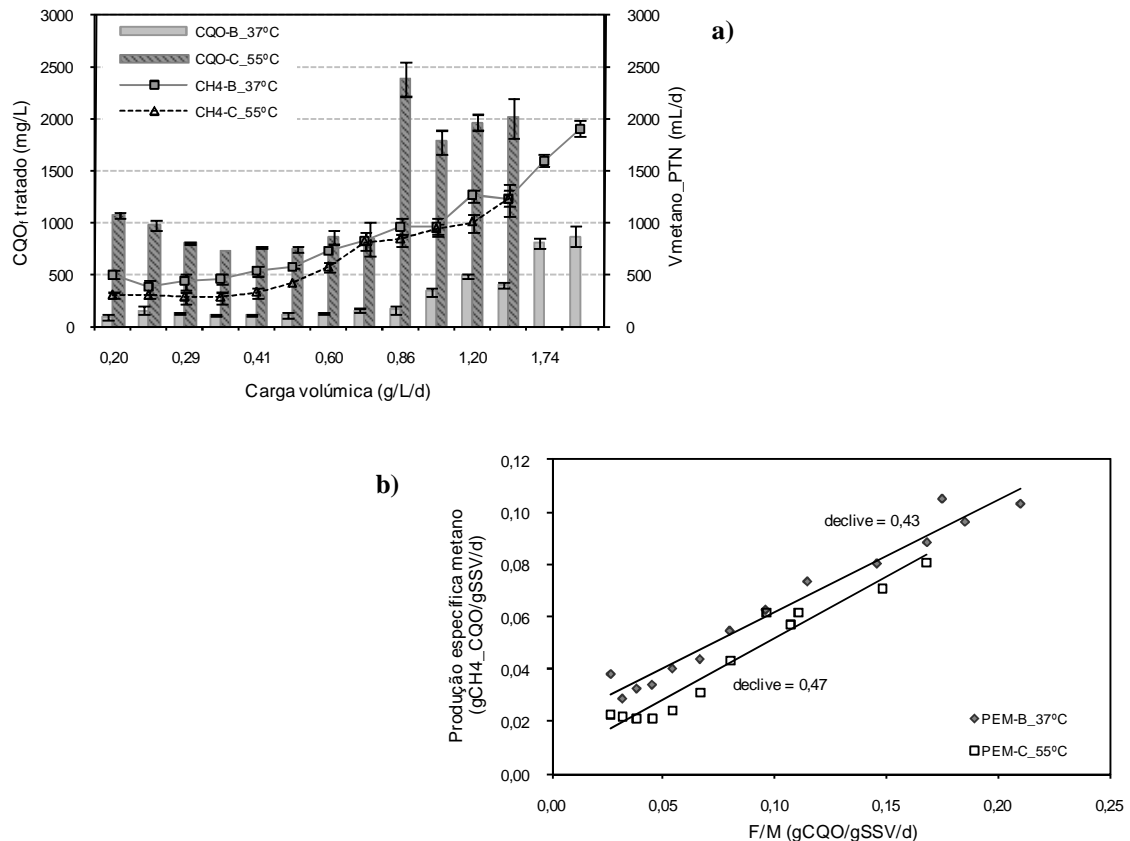 a)
CQO-B_37ºC
CQO-C_55ºC
CH4-B_37ºC
CH4-C_55ºC
CQOf tratado (mg/L)
3000
2500
2000
1500
1000
500
0
Vmetano_PTN (mL/d)
3000
2500
2000
1500
1000
500
0
0,20 0,29 0,41 0,60 0,86 1,20 1,74
Carga volúmica (g/L/d)
b)
Produção específica metano
(gCH4_CQO/gSSV/d)
0,12
0,10
0,08
0,06
0,04
0,02
0,00
declive = 0,43
declive = 0,47
PEM-B_37ºC
PEM-C_55ºC
0,00 0,05 0,10 0,15 0,20 0,25
F/M (gCQO/gSSV/d)